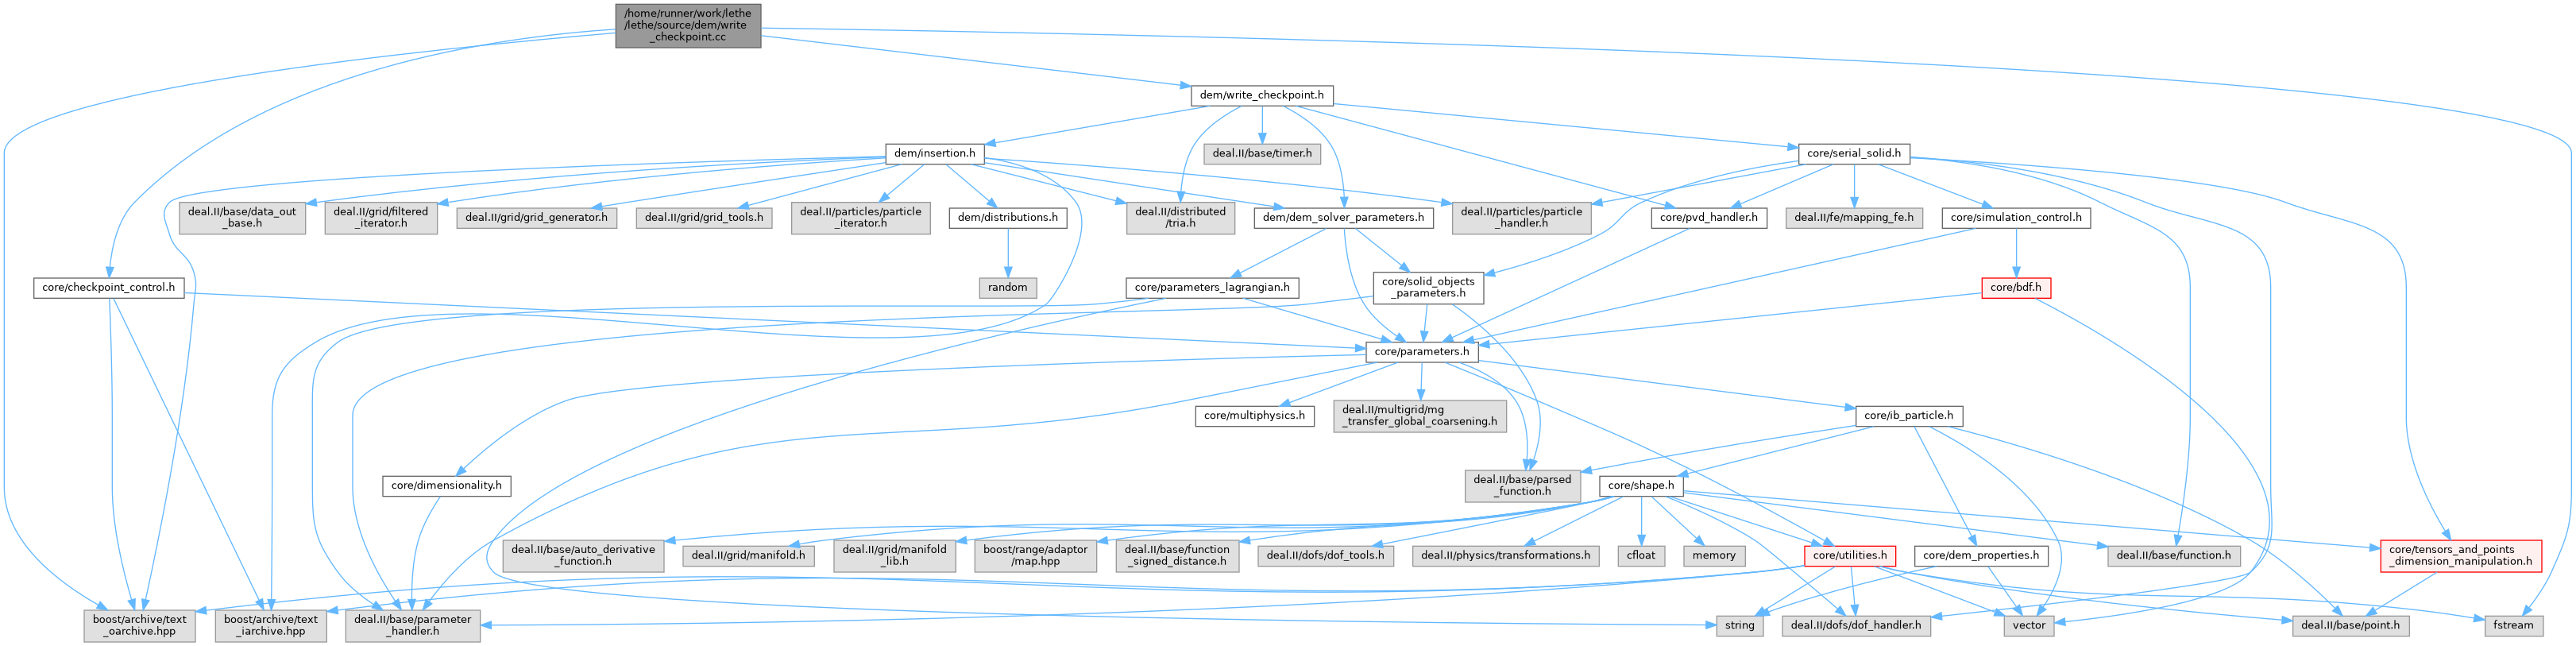 /home/runner/work/lethe
/lethe/source/dem/write
_checkpoint.cc
dem/write_checkpoint.h
dem/insertion.h
deal.II/base/timer.h
core/serial_solid.h
deal.II/base/data_out
_base.h
deal.II/grid/filtered
_iterator.h
deal.II/grid/grid_generator.h
deal.II/grid/grid_tools.h
deal.II/particles/particle
_iterator.h
dem/distributions.h
deal.II/distributed
/tria.h
dem/dem_solver_parameters.h
deal.II/particles/particle
_handler.h
core/pvd_handler.h
deal.II/fe/mapping_fe.h
core/simulation_control.h
core/checkpoint_control.h
random
core/parameters_lagrangian.h
core/solid_objects
_parameters.h
core/bdf.h
core/parameters.h
core/multiphysics.h
deal.II/multigrid/mg
_transfer_global_coarsening.h
core/ib_particle.h
core/dimensionality.h
deal.II/base/parsed
_function.h
core/shape.h
deal.II/base/auto_derivative
_function.h
deal.II/grid/manifold.h
deal.II/grid/manifold
_lib.h
boost/range/adaptor
/map.hpp
deal.II/base/function
_signed_distance.h
deal.II/dofs/dof_tools.h
deal.II/physics/transformations.h
cfloat
memory
core/utilities.h
core/dem_properties.h
deal.II/base/function.h
core/tensors_and_points
_dimension_manipulation.h
boost/archive/text
_oarchive.hpp
boost/archive/text
_iarchive.hpp
deal.II/base/parameter
_handler.h
string
deal.II/dofs/dof_handler.h
vector
deal.II/base/point.h
fstream